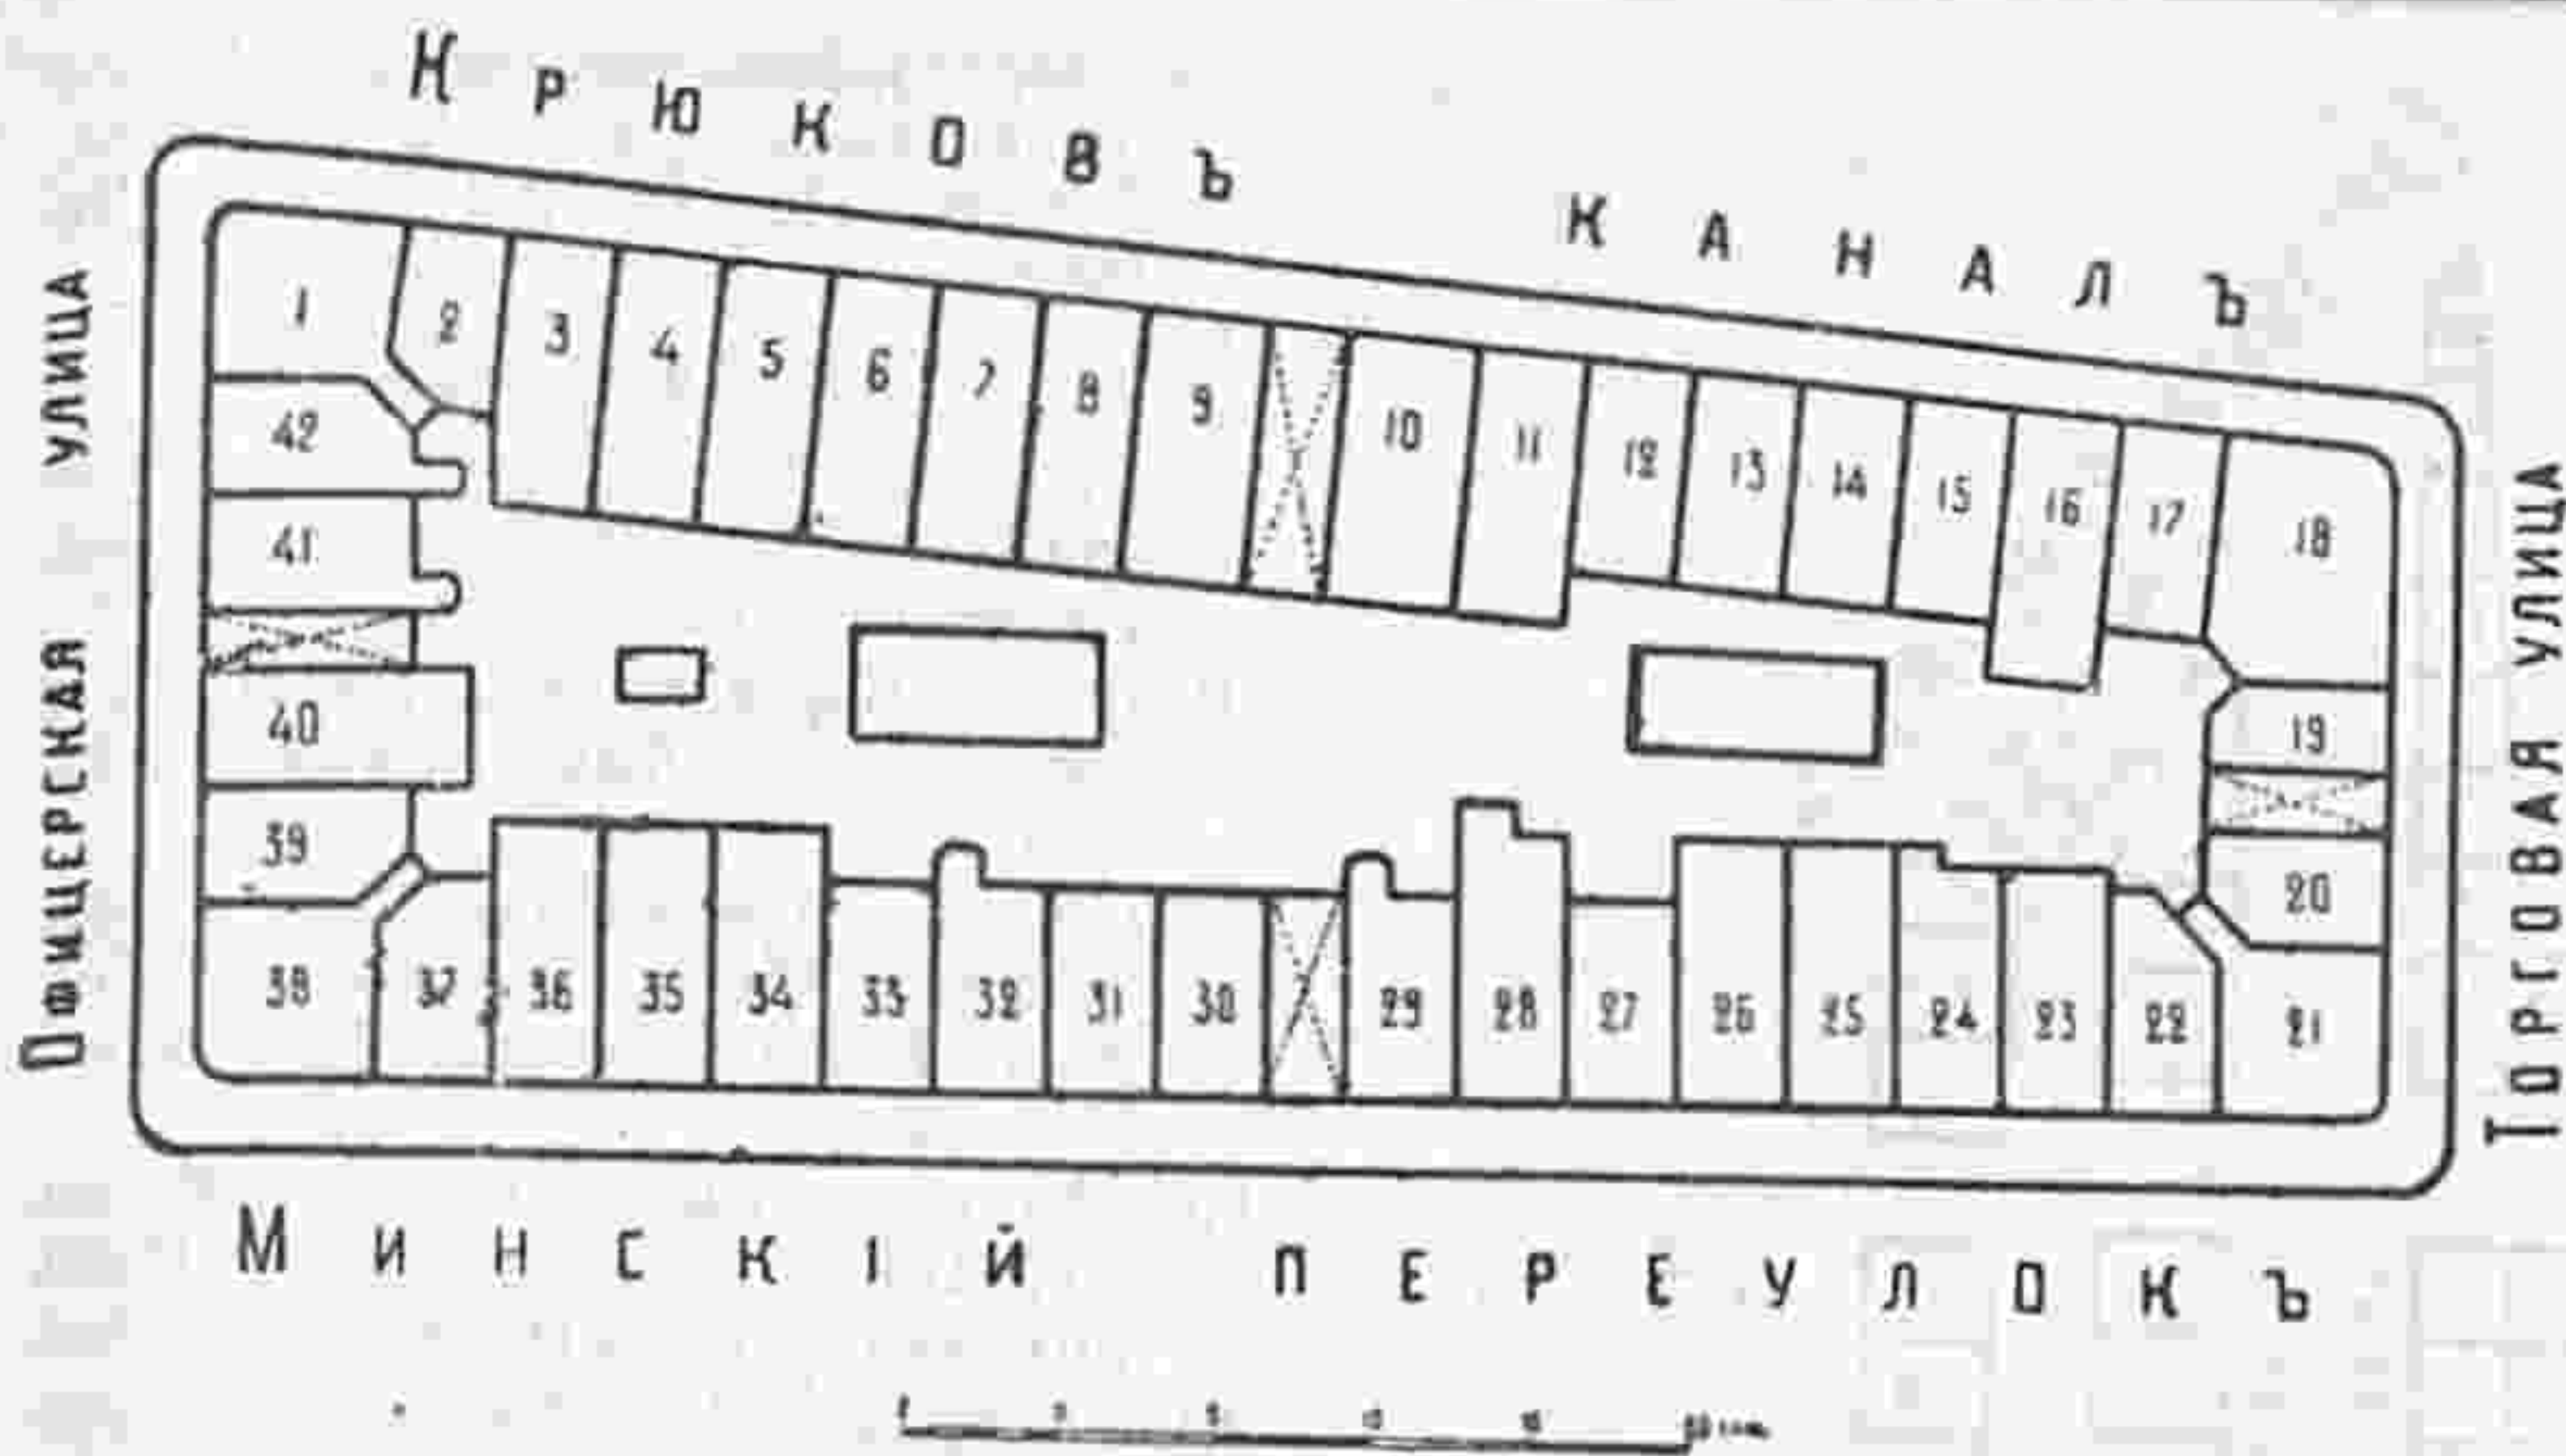 Крюковъ каналъ
Офицерская улица
Торговая улица
1 2 3 4 5 6 7 8 9 10 11 12 13 14 15 16 17 18
42
41
40
39
19
20
38 37 36 35 34 33 32 31 30 29 28 27 26 25 24 23 22 21
Минскій переулокъ